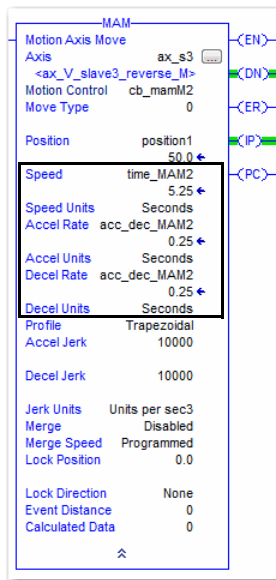 MAM
Motion Axis Move
(EN)
Axis ax_s3 ...
<ax_V_slave3_reverse_M>
(DN)
Motion Control cb_mamM2
Move Type 0
(ER)
Position position1
(IP)
50.0
Speed time_MAM2
(PC)
5.25
Speed Units Seconds
Accel Rate acc_dec_MAM2
0.25
Accel Units Seconds
Decel Rate acc_dec_MAM2
0.25
Decel Units Seconds
Profile Trapezoidal
Accel Jerk 10000
Decel Jerk 10000
Jerk Units Units per sec3
Merge Disabled
Merge Speed Programmed
Lock Position 0.0
Lock Direction None
Event Distance 0
Calculated Data 0